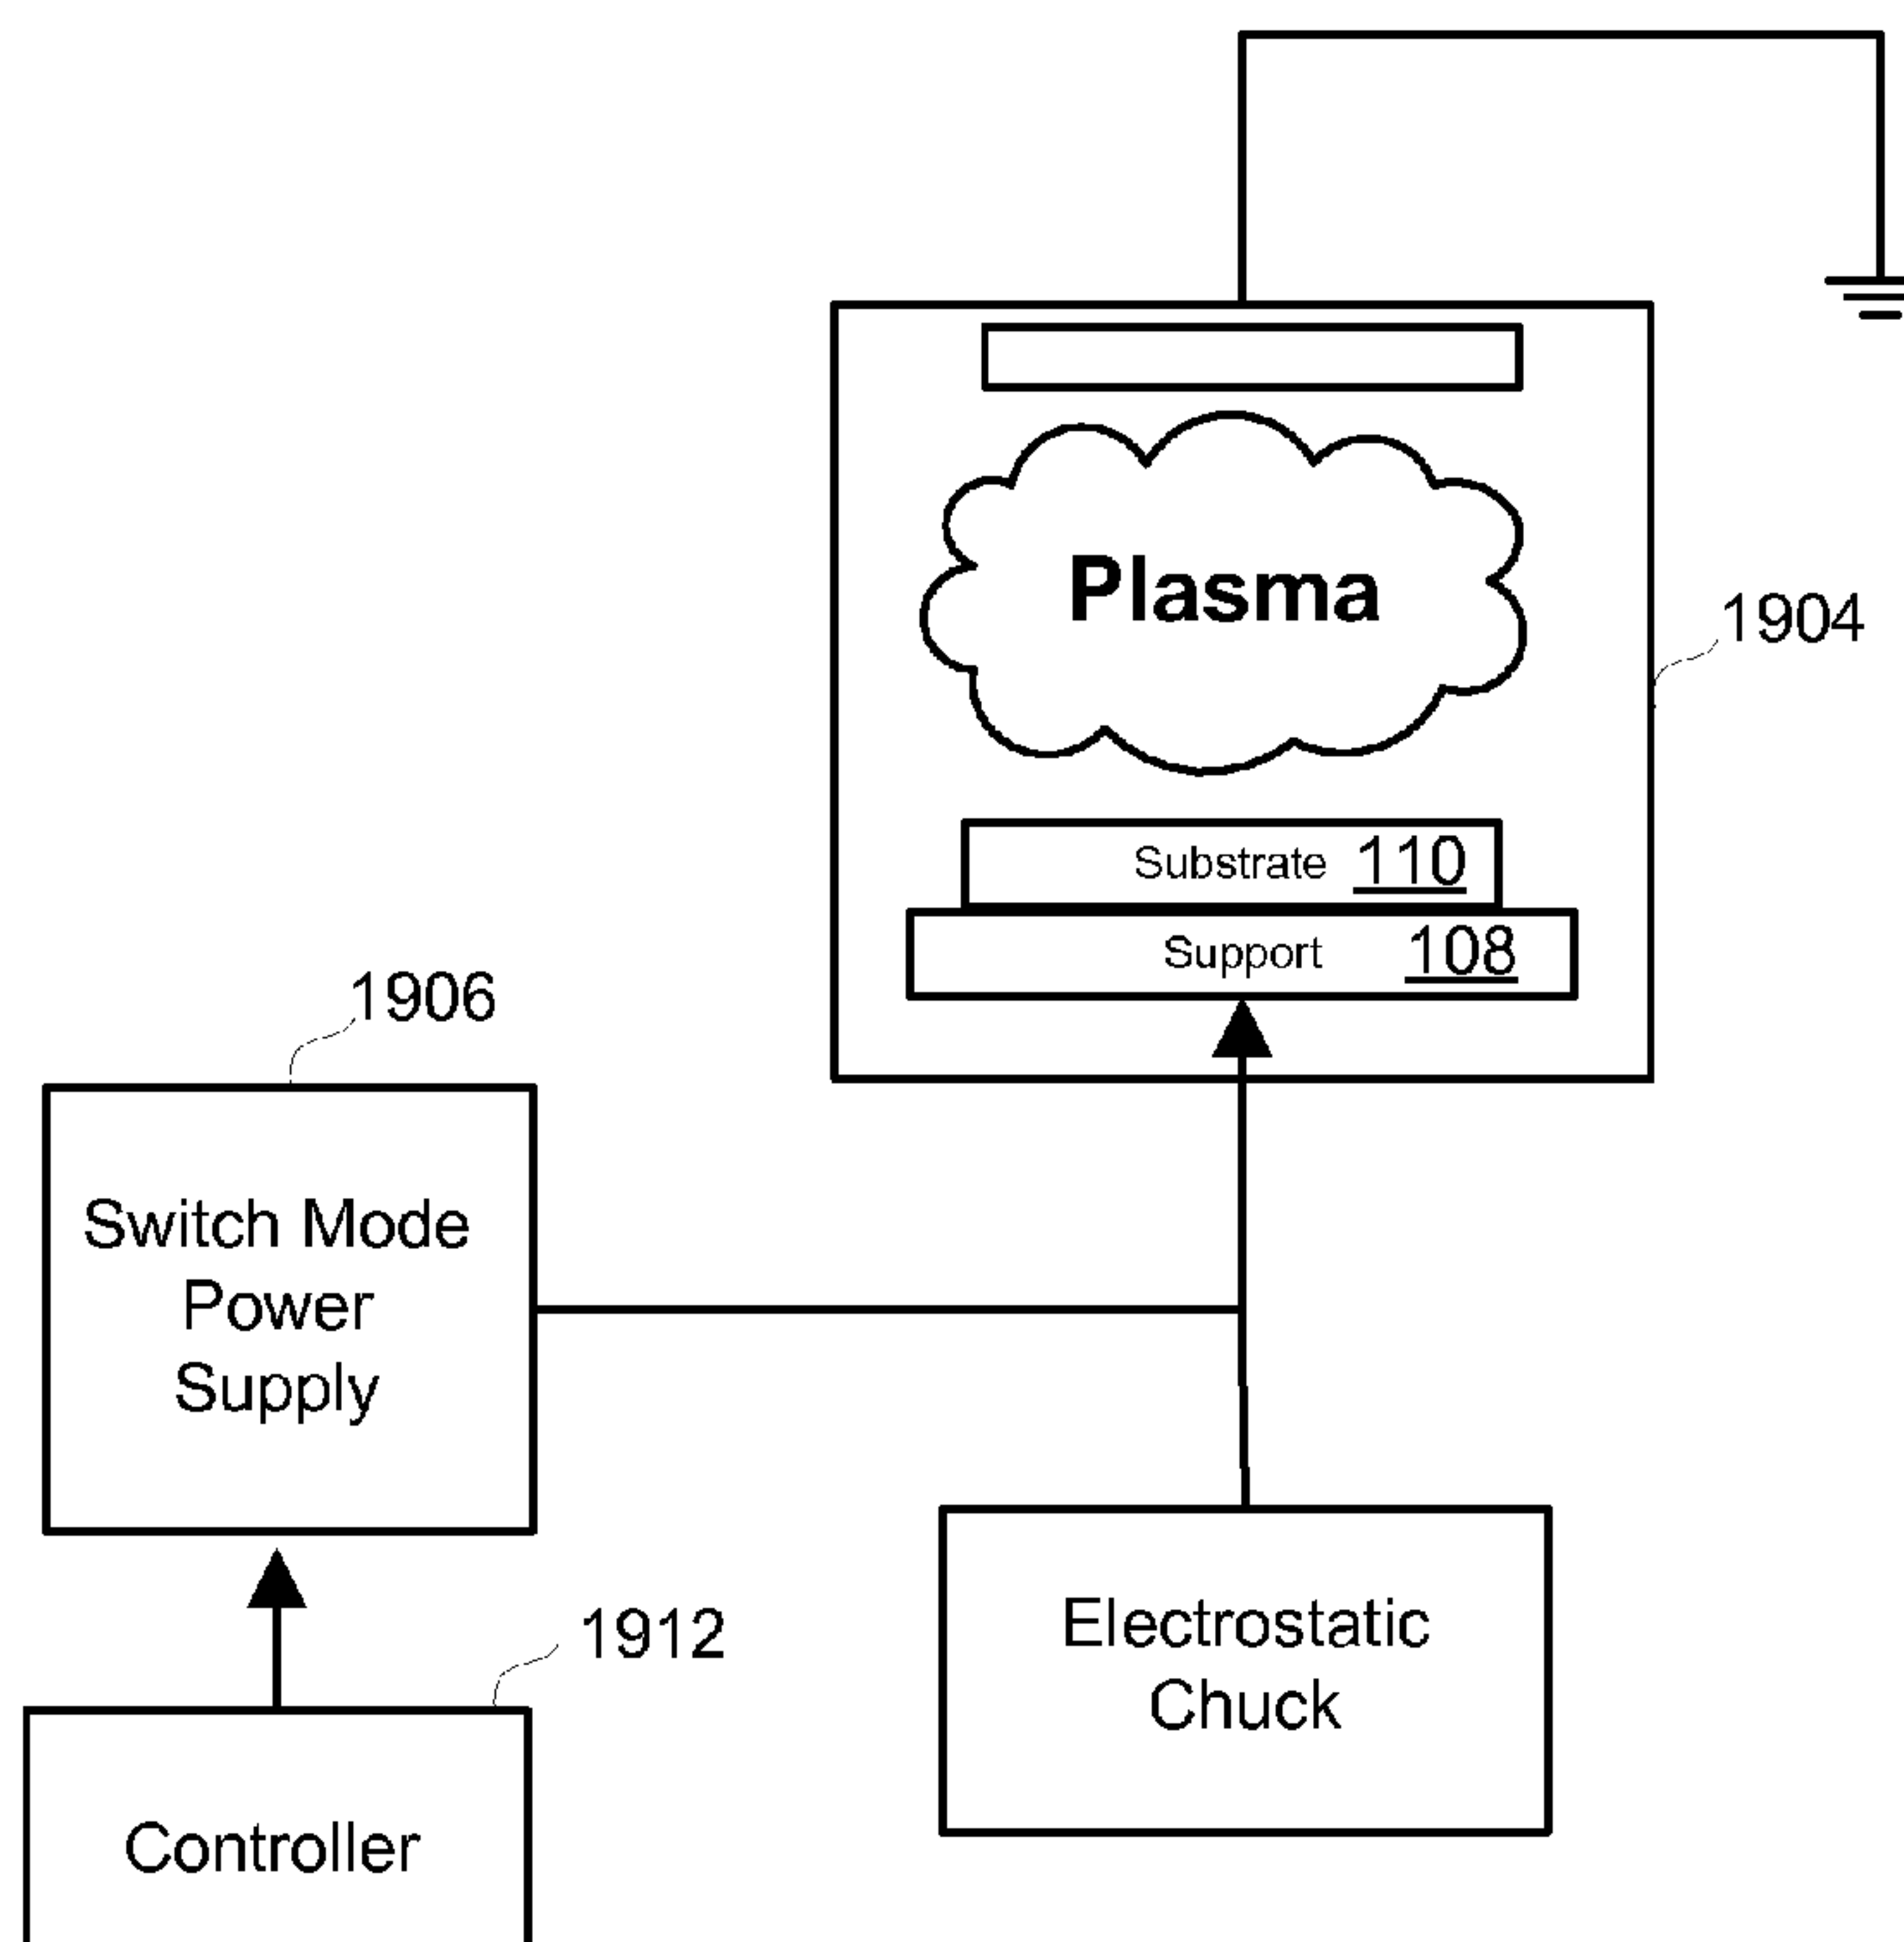 Plasma
1904
Substrate 110
Support 108
1906
Switch Mode
Power
Supply
1912
Electrostatic
Chuck
Controller